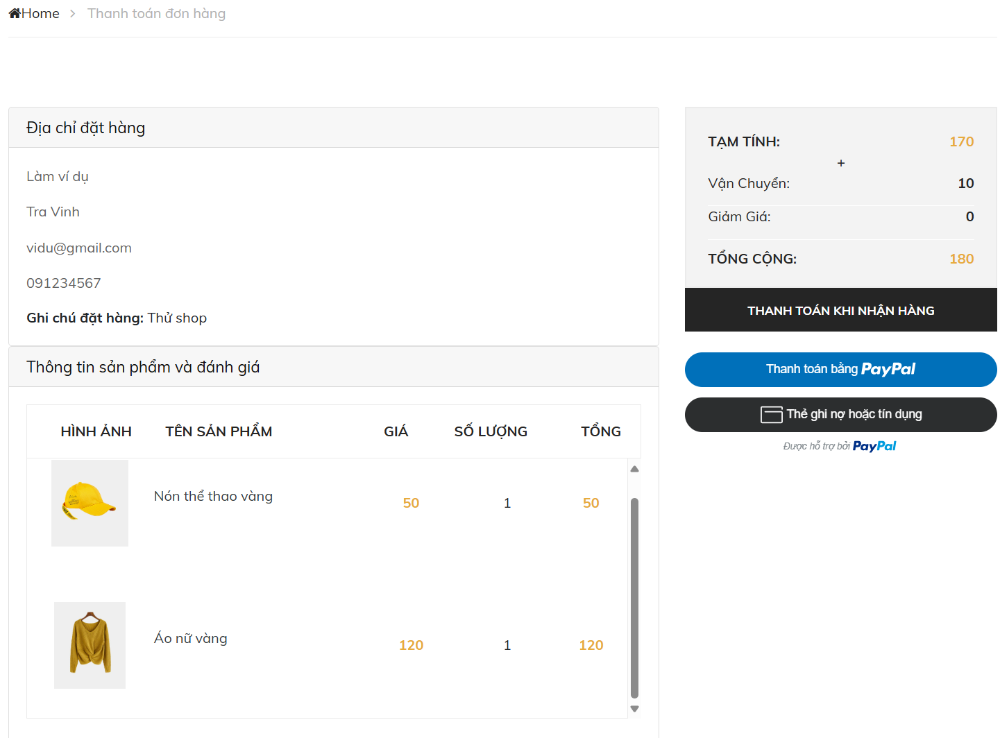 Home > Thanh toán đơn hàng
Địa chỉ đặt hàng
Làm ví dụ
Tra Vinh
vidu@gmail.com
091234567
Ghi chú đặt hàng: Thử shop
Thông tin sản phẩm và đánh giá
HÌNH ẢNH TÊN SẢN PHẨM GIÁ SỐ LƯỢNG TỔNG
Nón thể thao vàng 50 1 50
Áo nữ vàng 120 1 120
TẠM TÍNH: 170
+
Vận Chuyển: 10
Giảm Giá: 0
TỔNG CỘNG: 180
THANH TOÁN KHI NHẬN HÀNG
Thanh toán bằng PayPal
Thẻ ghi nợ hoặc tín dụng
Được hỗ trợ bởi PayPal